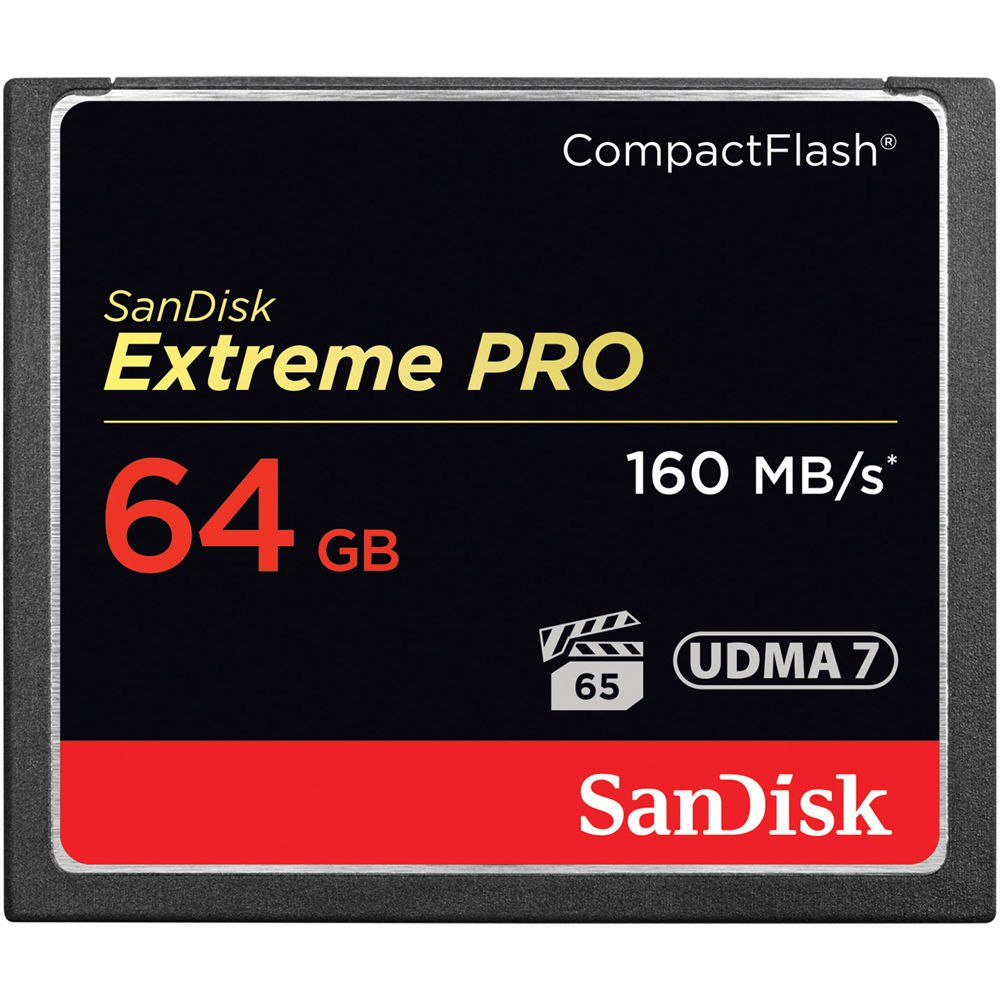 CompactFlash®
SanDisk
Extreme PRO
160 MB/s*
64 GB
65
UDMA 7
SanDisk